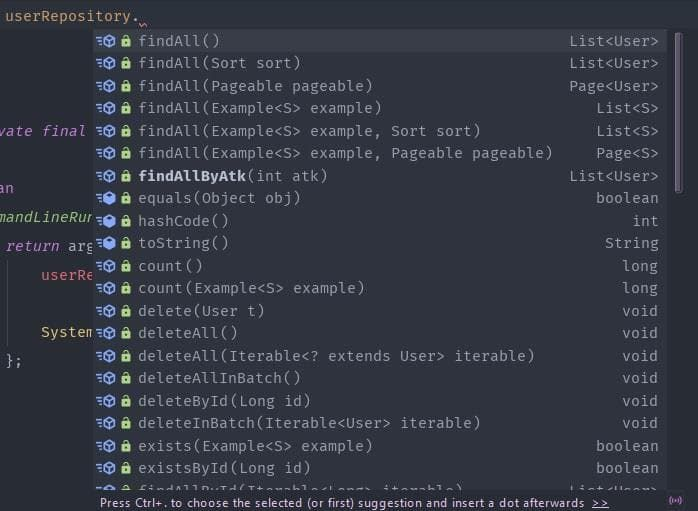 userRepository.
findAll() List<User>
findAll(Sort sort) List<User>
findAll(Pageable pageable) Page<User>
findAll(Example<S> example) List<S>
vate final findAll(Example<S> example, Sort sort) List<S>
findAll(Example<S> example, Pageable pageable) Page<S>
findAllByAtk(int atk) List<User>
an equals(Object obj) boolean
mandLineRun hashCode() int
return arg toString() String
count() long
userRe count(Example<S> example) long
delete(User t) void
System deleteAll() void
}; deleteAll(Iterable<? extends User> iterable) void
deleteAllInBatch() void
deleteById(Long id) void
deleteInBatch(Iterable<User> iterable) void
exists(Example<S> example) boolean
existsById(Long id) boolean
findAllById(Iterable<Long> iterable) List<User>
Press Ctrl+. to choose the selected (or first) suggestion and insert a dot afterwards >>